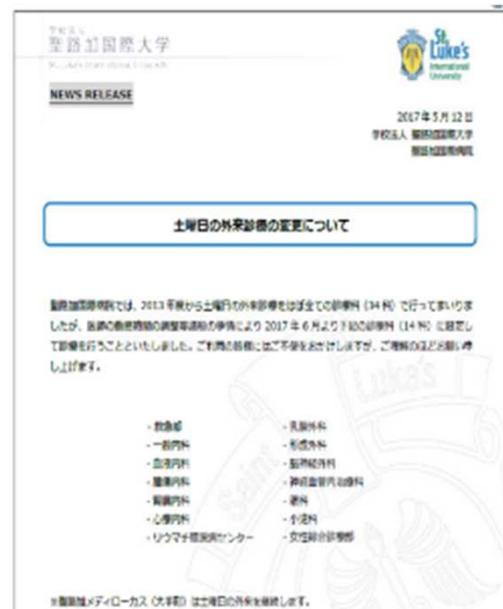 聖路加国際大学
St.
Luke's
International
University
NEWS RELEASE
2017年5月12日
学校法人 聖路加国際大学
聖路加国際病院
土曜日の外来診療の変更について
聖路加国際病院では、2013年度から土曜日の外来診療をほぼ全ての診療科(34科)で行ってまいりま
したが、医師の勤務時間の調整等諸般の事情により2017年6月より下記の診療科(14科)に限定し
て診療を行うことといたしました。ご利用の皆様にはご不便をおかけしますが、ご理解のほどお願い申
し上げます。
・救急部 ・乳腺外科
・一般内科 ・形成外科
・血液内科 ・脳神経外科
・腫瘍内科 ・神経血管内治療科
・腎臓内科 ・眼科
・心療内科 ・小児科
・リウマチ膠原病センター ・女性総合診療部
※聖路加メディローカス(大手町)は土曜日の外来を継続します。